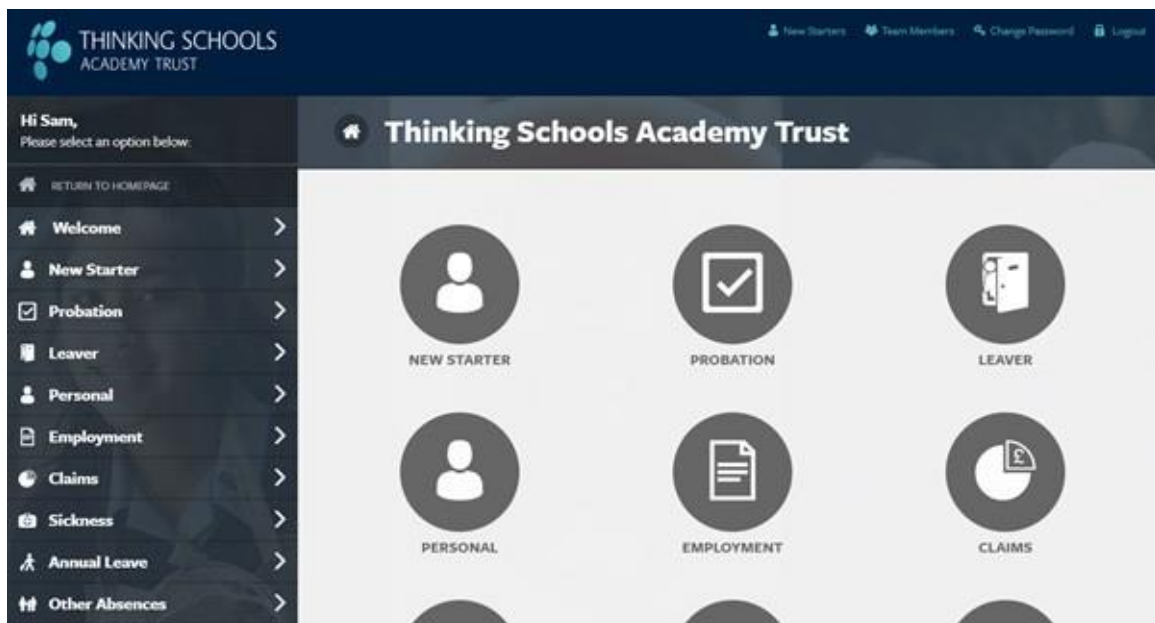 THINKING SCHOOLS
ACADEMY TRUST
New Starters Team Members Change Password Logout
Hi Sam,
Please select an option below:
Thinking Schools Academy Trust
RETURN TO HOMEPAGE
Welcome
New Starter
Probation
Leaver
Personal
Employment
Claims
Sickness
Annual Leave
Other Absences
NEW STARTER PROBATION LEAVER
£
PERSONAL EMPLOYMENT CLAIMS